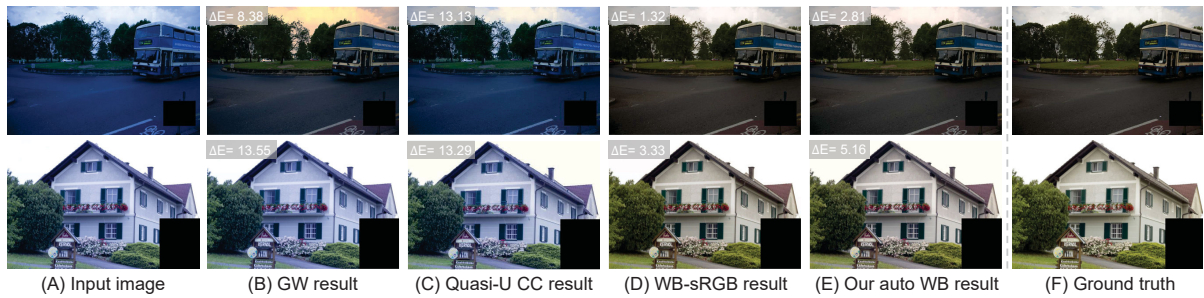 ΔE= 8.38
ΔE= 13.13
ΔE= 1.32
ΔE= 2.81
ΔE= 13.55
ΔE= 13.29
ΔE= 3.33
ΔE= 5.16
(A) Input image
(B) GW result
(C) Quasi-U CC result
(D) WB-sRGB result
(E) Our auto WB result
(F) Ground truth